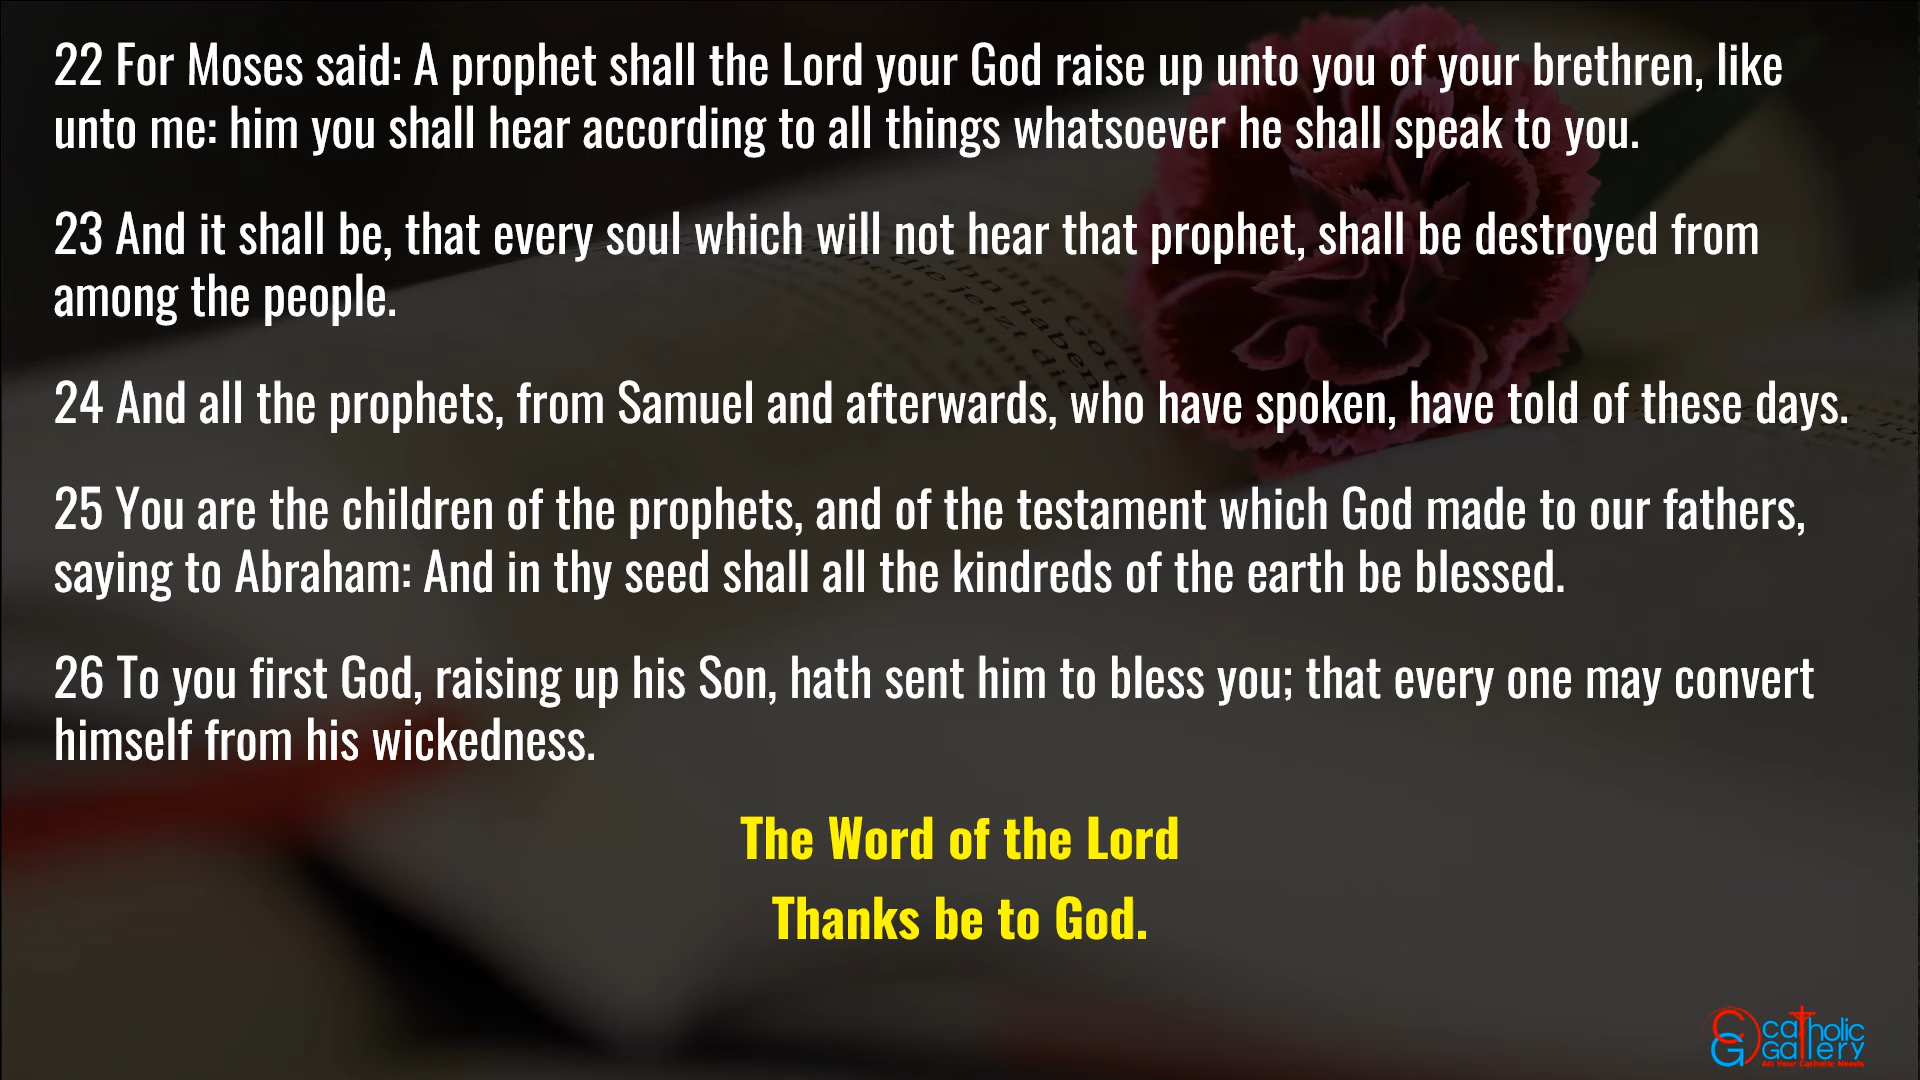 22 For Moses said: A prophet shall the Lord your God raise up unto you of your brethren, like
unto me: him you shall hear according to all things whatsoever he shall speak to you.
23 And it shall be, that every soul which will not hear that prophet, shall be destroyed from
among the people.
24 And all the prophets, from Samuel and afterwards, who have spoken, have told of these days.
25 You are the children of the prophets, and of the testament which God made to our fathers,
saying to Abraham: And in thy seed shall all the kindreds of the earth be blessed.
26 To you first God, raising up his Son, hath sent him to bless you; that every one may convert
himself from his wickedness.
The Word of the Lord
Thanks be to God.
CG catholic
Gallery
All Your Catholic Needs